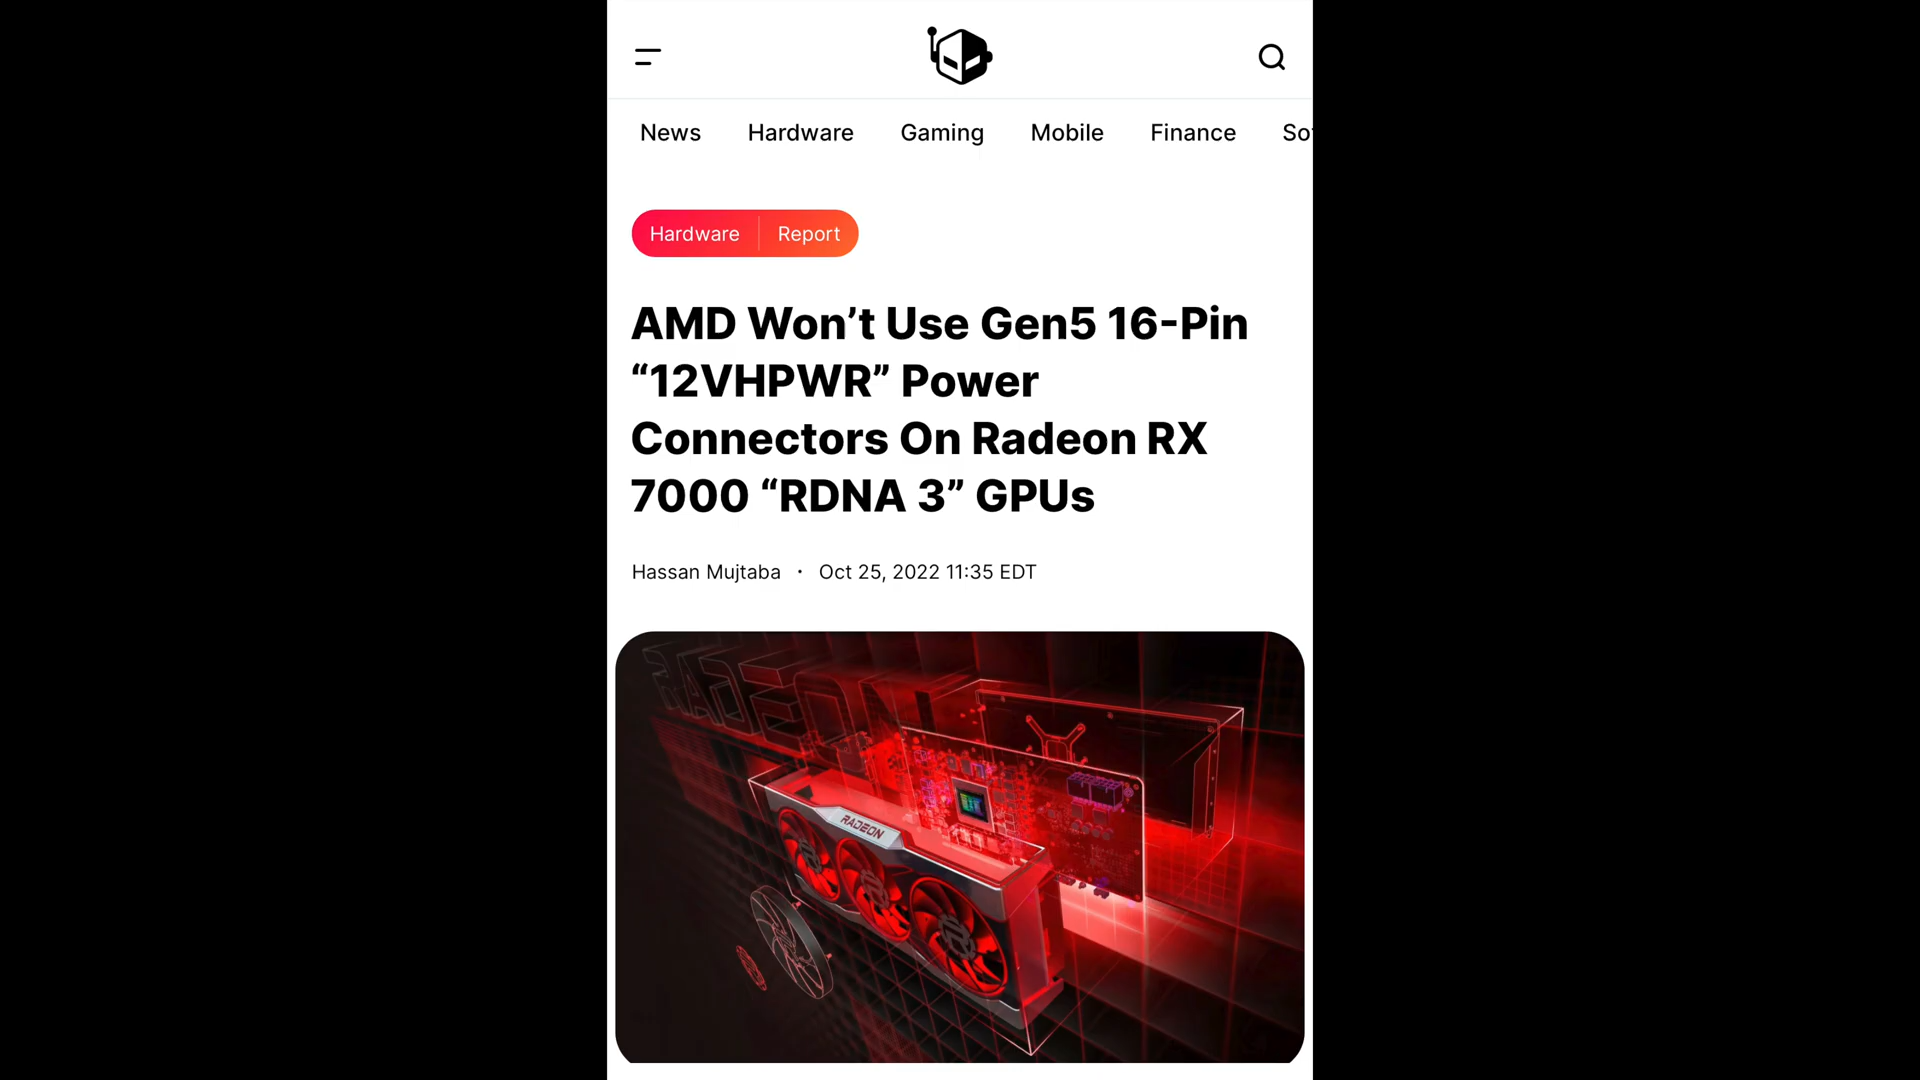 News Hardware Gaming Mobile Finance
Hardware Report
AMD Won’t Use Gen5 16-Pin
“12VHPWR” Power
Connectors On Radeon RX
7000 “RDNA 3” GPUs
Hassan Mujtaba · Oct 25, 2022 11:35 EDT
RADEON
RADEON